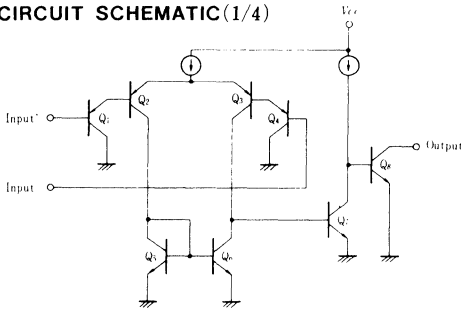 CIRCUIT SCHEMATIC(1/4)
Vcc
Q2
Q3
Input+
Q1
Q4
Output
Q8
Input
Q7
Q5
Q6